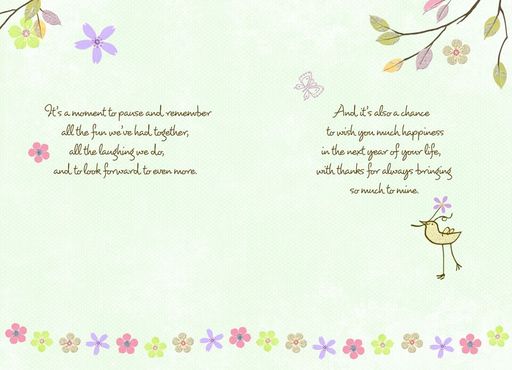 It's a moment to pause and remember
all the fun we've had together,
all the laughing we do,
and to look forward to even more.
And, it's also a chance
to wish you much happiness
in the next year of your life,
with thanks for always bringing
so much to mine.